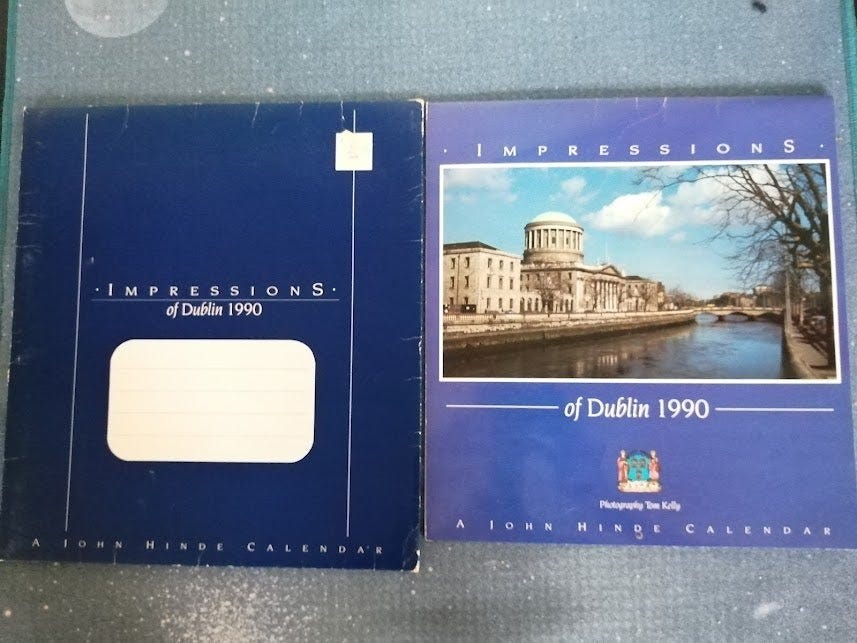 · IMPRESSIONS ·
of Dublin 1990
A JOHN HINDE CALENDAR
· IMPRESSIONS ·
of Dublin 1990
Photography Tom Kelly
A JOHN HINDE CALENDAR